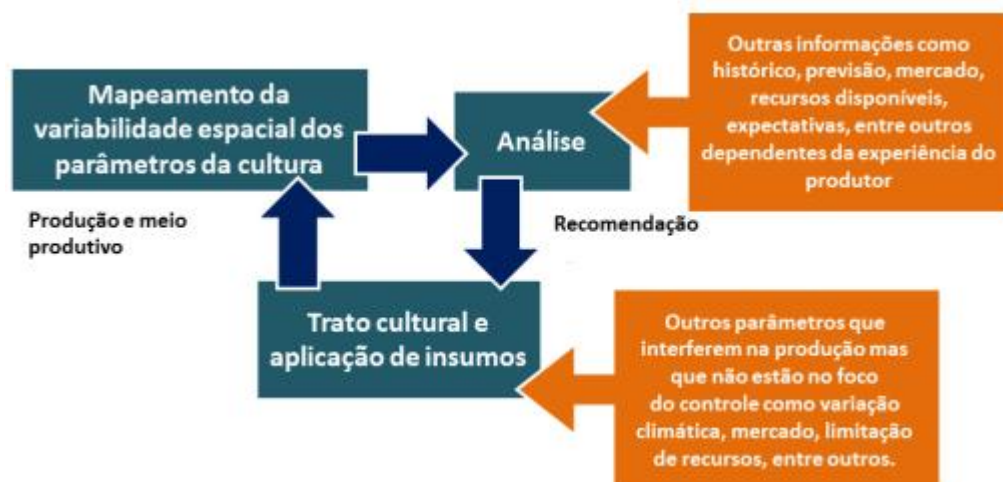 Mapeamento da
variabilidade espacial dos
parâmetros da cultura
Análise
Outras informações como
histórico, previsão, mercado,
recursos disponíveis,
expectativas, entre outros
dependentes da experiência do
produtor
Produção e meio
produtivo
Recomendação
Trato cultural e
aplicação de insumos
Outros parâmetros que
interferem na produção mas
que não estão no foco
do controle como variação
climática, mercado, limitação
de recursos, entre outros.